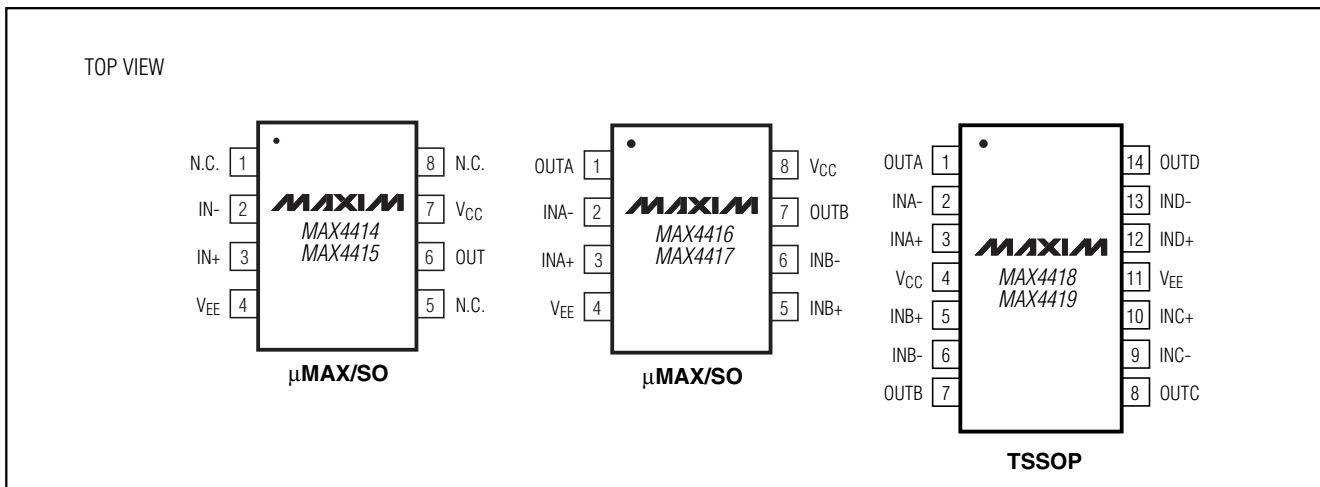 TOP VIEW
N.C. 1
IN- 2
IN+ 3
VEE 4
8 N.C.
7 VCC
6 OUT
5 N.C.
MAXIM
MAX4414
MAX4415
μMAX/SO
OUTA 1
INA- 2
INA+ 3
VEE 4
8 VCC
7 OUTB
6 INB-
5 INB+
MAXIM
MAX4416
MAX4417
μMAX/SO
OUTA 1
INA- 2
INA+ 3
VCC 4
INB+ 5
INB- 6
OUTB 7
14 OUTD
13 IND-
12 IND+
11 VEE
10 INC+
9 INC-
8 OUTC
MAXIM
MAX4418
MAX4419
TSSOP